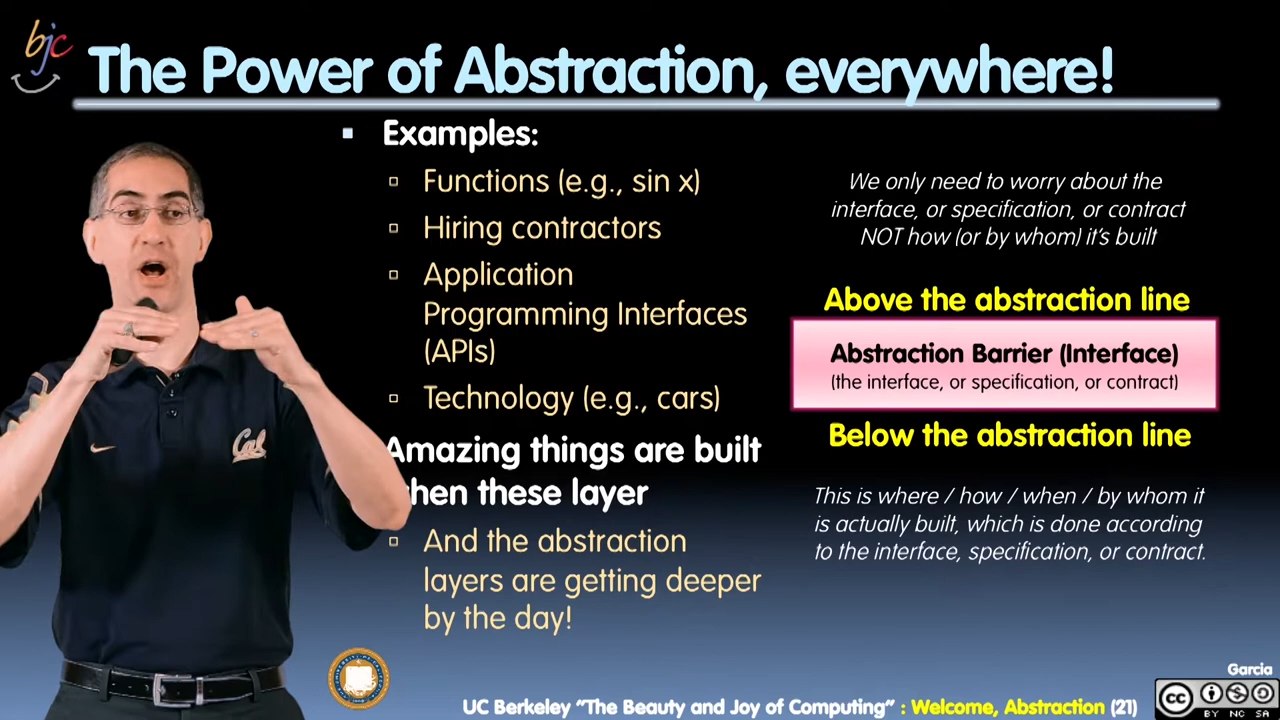 bjc
The Power of Abstraction, everywhere!
Examples:
Functions (e.g., sin x)
Hiring contractors
Application
Programming Interfaces
(APIs)
Technology (e.g., cars)
Amazing things are built
hen these layer
And the abstraction
layers are getting deeper
by the day!
We only need to worry about the
interface, or specification, or contract
NOT how (or by whom) it's built
Above the abstraction line
Abstraction Barrier (Interface)
(the interface, or specification, or contract)
Below the abstraction line
This is where / how / when / by whom it
is actually built, which is done according
to the interface, specification, or contract.
Cal
Garcia
UC Berkeley "The Beauty and Joy of Computing" : Welcome, Abstraction (21)
cc
BY NC SA